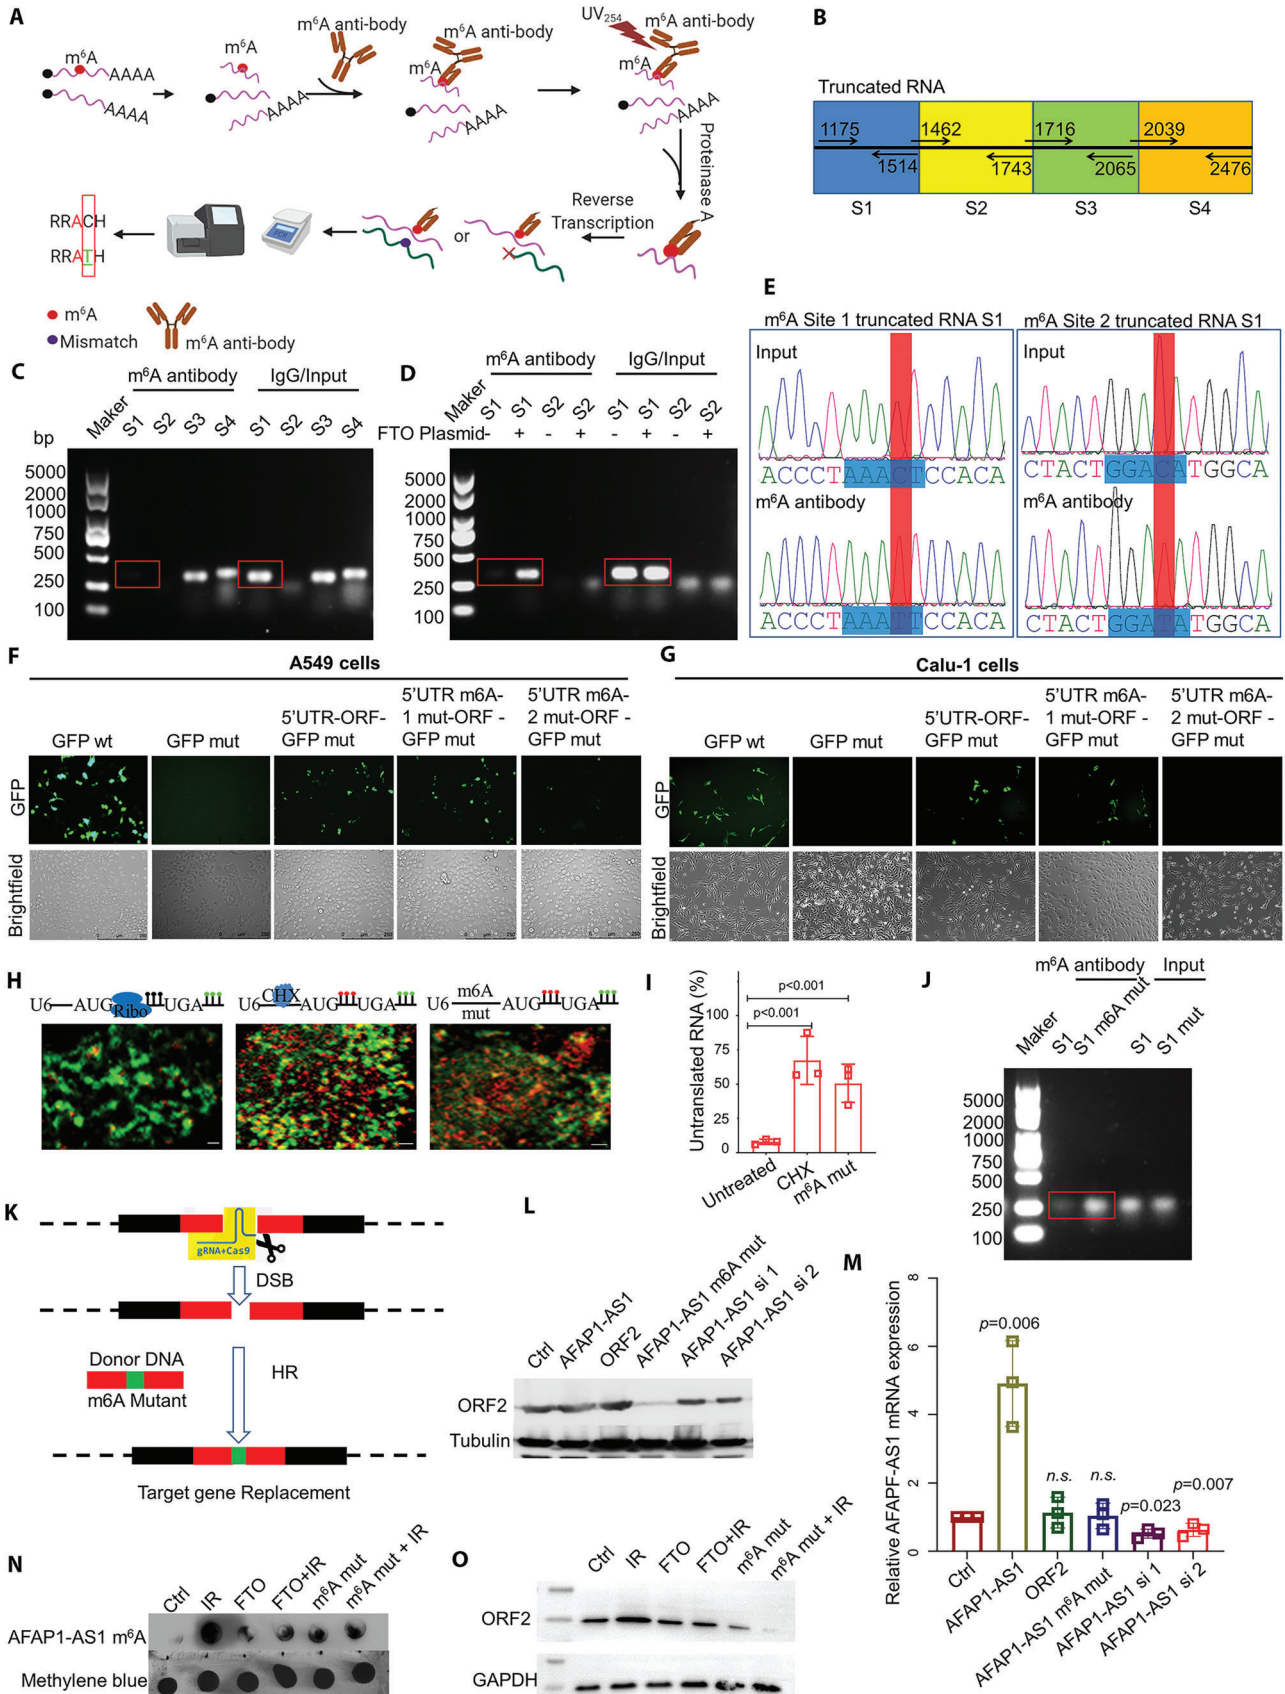 A
m⁶A anti-body
m⁶A
AAAA
AAAA
m⁶A
AAAA
m⁶A anti-body
m⁶A
AAAA
UV254
m⁶A anti-body
m⁶A
AAAA
Proteinase A
Reverse
Transcription
or
RRACH
RRATH
m⁶A
Mismatch
m⁶A anti-body
B
Truncated RNA
1175
1462
1716
2039
1514
1743
2065
2476
S1
S2
S3
S4
C
m⁶A antibody
IgG/Input
Maker
S1
S2
S3
S4
S1
S2
S3
S4
bp
5000
2000
1000
750
500
250
100
D
m⁶A antibody
IgG/Input
Maker
S1
S1
S2
S2
S1
S1
S2
S2
FTO Plasmid - + - + - + - +
5000
2000
1000
750
500
250
100
E
m⁶A Site 1 truncated RNA S1
Input
ACCCTAAACTCCACA
m⁶A antibody
ACCCTAAATTCCACA
m⁶A Site 2 truncated RNA S1
Input
CTACTGGACATGGCA
m⁶A antibody
CTACTGGATATGGCA
F
A549 cells
GFP wt
GFP mut
5'UTR-ORF-
GFP mut
5'UTR m6A-
1 mut-ORF -
GFP mut
5'UTR m6A-
2 mut-ORF -
GFP mut
GFP
Brightfield
G
Calu-1 cells
GFP wt
GFP mut
5'UTR-ORF-
GFP mut
5'UTR m6A-
1 mut-ORF -
GFP mut
5'UTR m6A-
2 mut-ORF -
GFP mut
GFP
Brightfield
H
U6
AUG
Ribo
UGA
U6
CHX
AUG
UGA
U6
m6A
mut
AUG
UGA
I
Untranslated RNA (%)
100
75
50
25
0
p<0.001
p<0.001
Untreated
CHX
m⁶A mut
J
m⁶A antibody
Input
Maker
S1
S1 m6A mut
S1
S1 mut
5000
2000
1000
750
500
250
100
K
gRNA+Cas9
DSB
Donor DNA
m6A Mutant
HR
Target gene Replacement
L
Ctrl
AFAP1-AS1
ORF2
AFAP1-AS1 m6A mut
AFAP1-AS1 si 1
AFAP1-AS1 si 2
ORF2
Tubulin
M
Relative AFAPF-AS1 mRNA expression
8
6
4
2
0
p=0.006
n.s.
n.s.
p=0.023
p=0.007
Ctrl
AFAP1-AS1
ORF2
AFAP1-AS1 m⁶A mut
AFAP1-AS1 si 1
AFAP1-AS1 si 2
N
Ctrl
IR
FTO
FTO+IR
m⁶A mut
m⁶A mut + IR
AFAP1-AS1 m⁶A
Methylene blue
O
Ctrl
IR
FTO
FTO+IR
m⁶A mut
m⁶A mut + IR
ORF2
GAPDH